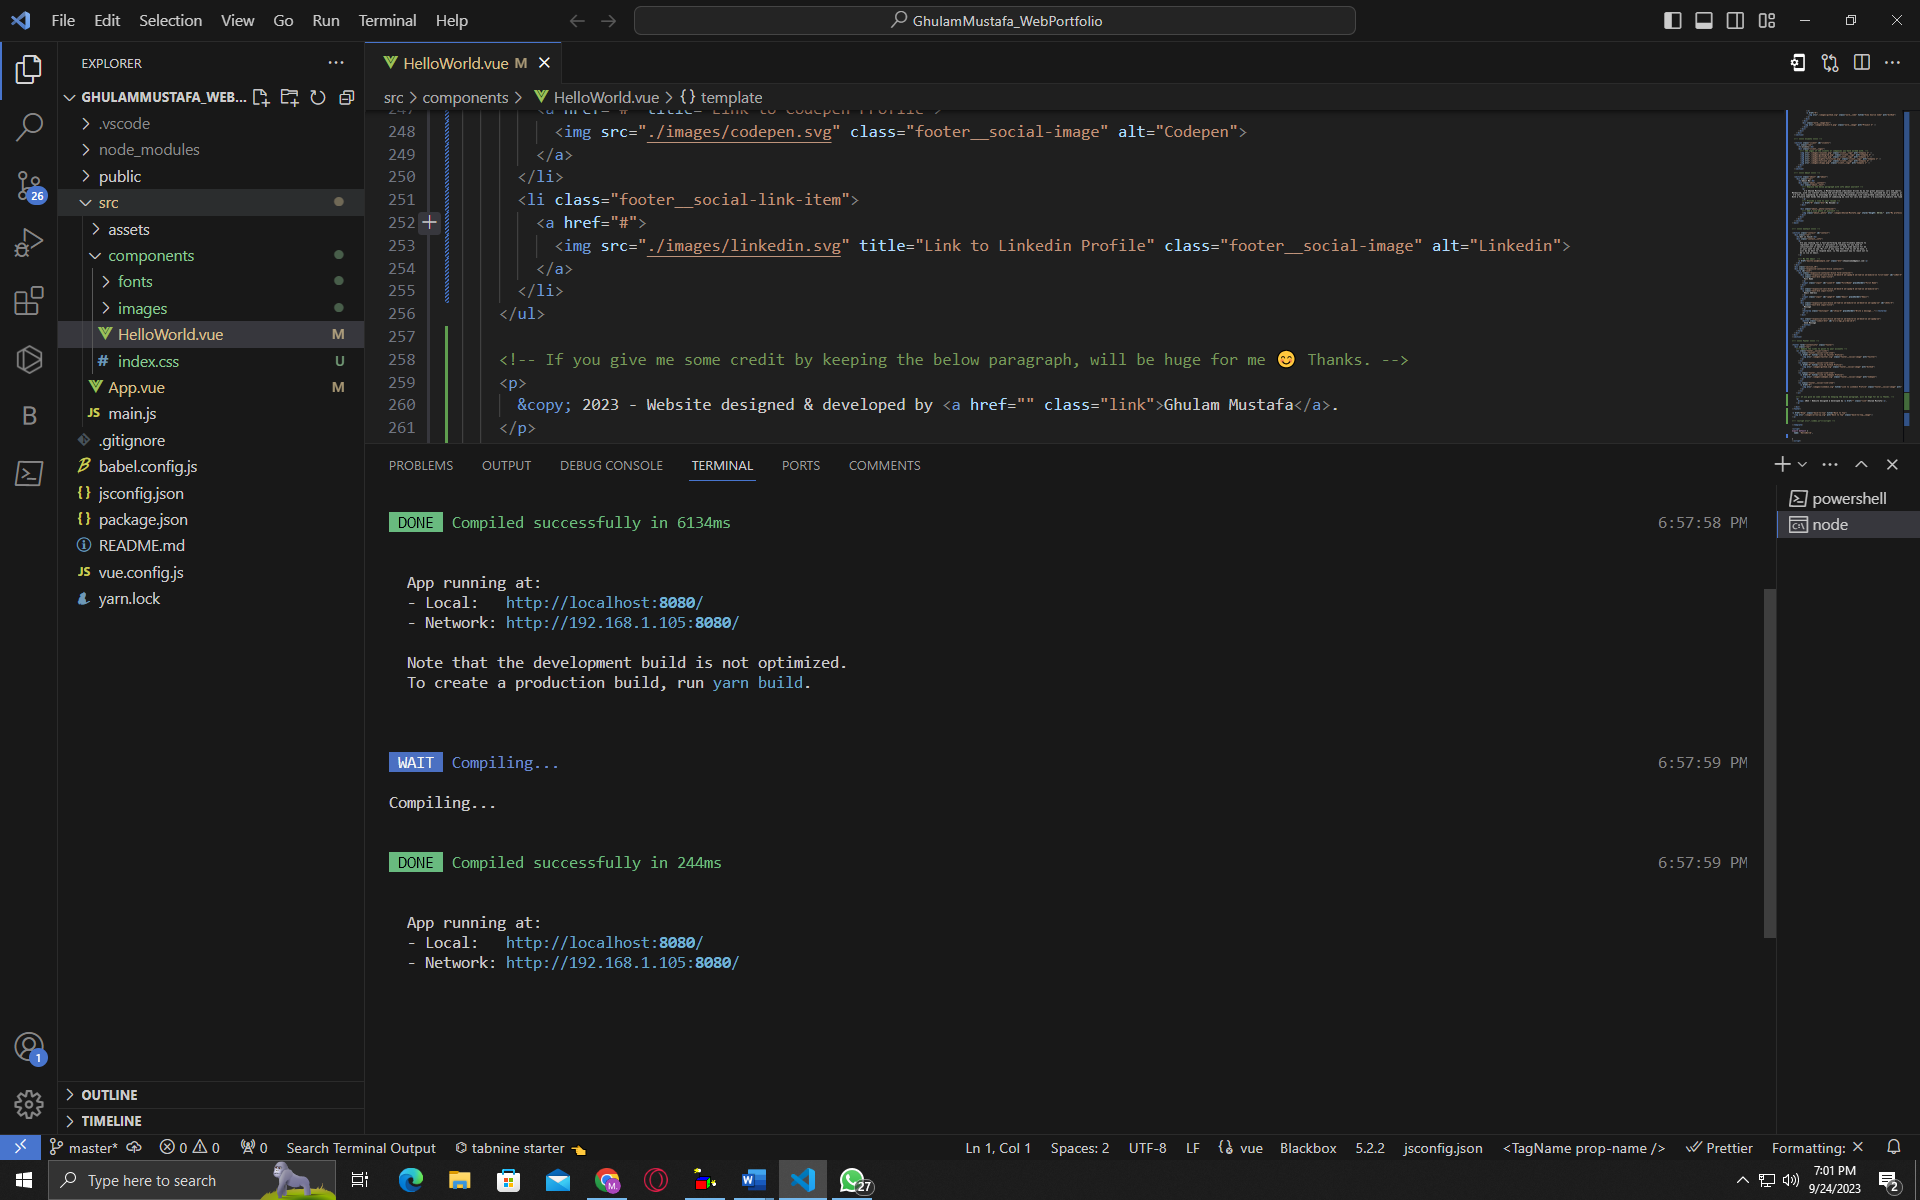 File Edit Selection View Go Run Terminal Help
GhulamMustafa_WebPortfolio
EXPLORER
GHULAMMUSTAFA_WEB...
.vscode
node_modules
public
src
assets
components
fonts
images
HelloWorld.vue M
# index.css U
App.vue M
JS main.js
.gitignore
babel.config.js
{} jsconfig.json
{} package.json
README.md
JS vue.config.js
yarn.lock
OUTLINE
TIMELINE
26
B
1
HelloWorld.vue M
src > components > HelloWorld.vue > {} template
247 <a href="#" title="Link to Codepen Profile">
248 <img src="./images/codepen.svg" class="footer__social-image" alt="Codepen">
249 </a>
250 </li>
251 <li class="footer__social-link-item">
252 <a href="#">
253 <img src="./images/linkedin.svg" title="Link to Linkedin Profile" class="footer__social-image" alt="Linkedin">
254 </a>
255 </li>
256 </ul>
257
258 <!-- If you give me some credit by keeping the below paragraph, will be huge for me 😊 Thanks. -->
259 <p>
260 &copy; 2023 - Website designed & developed by <a href="" class="link">Ghulam Mustafa</a>.
261 </p>
PROBLEMS OUTPUT DEBUG CONSOLE TERMINAL PORTS COMMENTS
powershell
node
DONE Compiled successfully in 6134ms 6:57:58 PM
App running at:
- Local: http://localhost:8080/
- Network: http://192.168.1.105:8080/
Note that the development build is not optimized.
To create a production build, run yarn build.
WAIT Compiling... 6:57:59 PM
Compiling...
DONE Compiled successfully in 244ms 6:57:59 PM
App running at:
- Local: http://localhost:8080/
- Network: http://192.168.1.105:8080/
master* 0 0 0 Search Terminal Output tabnine starter 👈
Ln 1, Col 1 Spaces: 2 UTF-8 LF {} vue Blackbox 5.2.2 jsconfig.json <TagName prop-name /> Prettier Formatting: ×
Type here to search
27
7:01 PM
9/24/2023
2